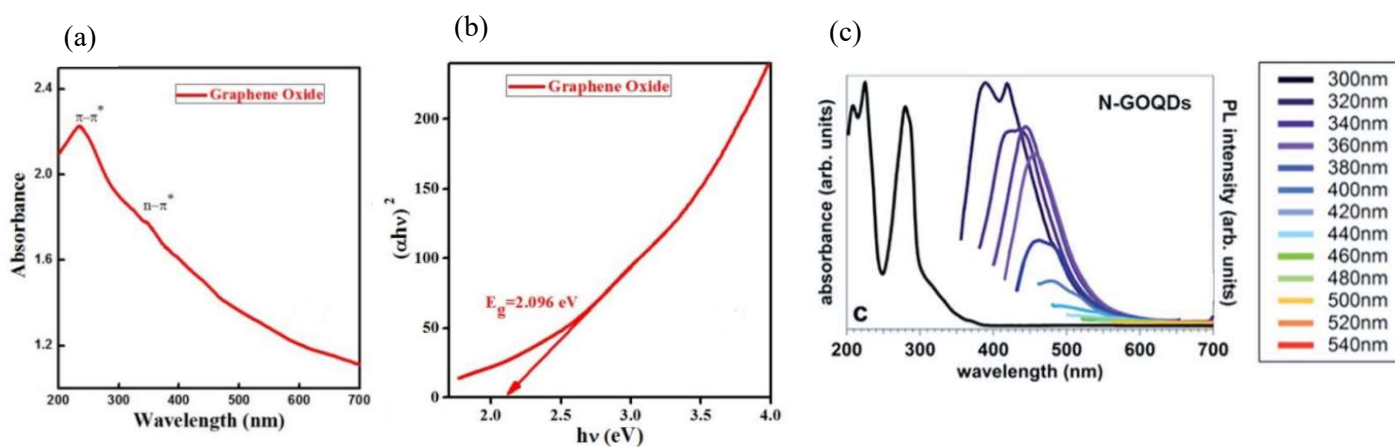 (a)
2.4
2.0
1.6
1.2
Absorbance
Graphene Oxide
π–π*
n–π*
200 300 400 500 600 700
Wavelength (nm)
(b)
200
150
100
50
0
(αhν) ²
Graphene Oxide
E_g=2.096 eV
2.0 2.5 3.0 3.5 4.0
hν (eV)
(c)
absorbance (arb. units)
N-GOQDs
PL intensity (arb. units)
c
200 300 400 500 600 700
wavelength (nm)
300nm
320nm
340nm
360nm
380nm
400nm
420nm
440nm
460nm
480nm
500nm
520nm
540nm